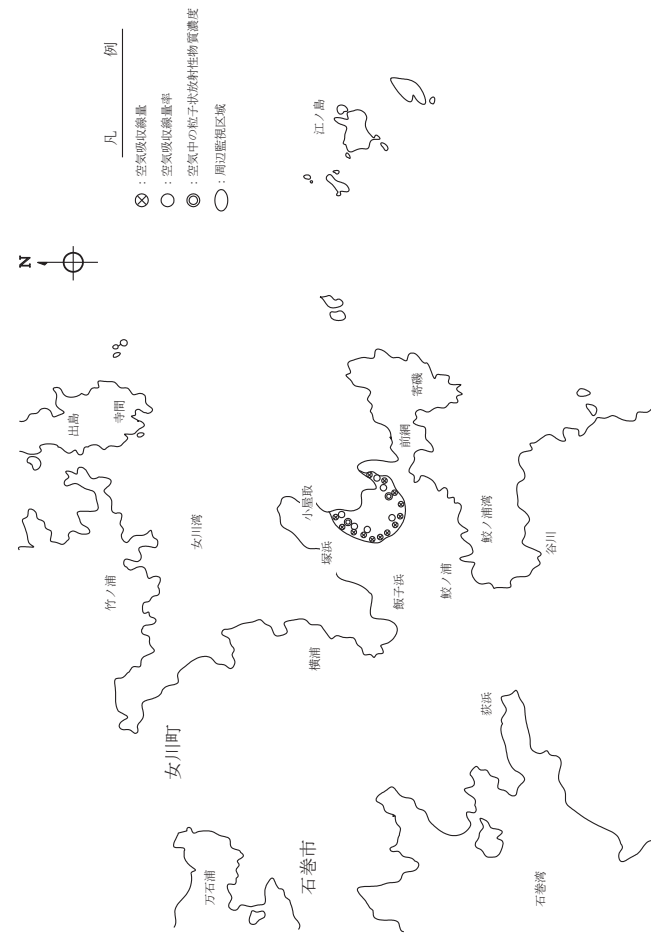 凡　例
⊗：空気吸収線量
○：空気吸収線量率
◎：空気中の粒子状放射性物質濃度
：周辺監視区域
N
江ノ島
出島
寺間
寄磯
前網
小屋取
女川湾
塚浜
竹ノ浦
飯子浜
鮫ノ浦湾
鮫ノ浦
谷川
横浦
女川町
荻浜
万石浦
石巻市
石巻湾